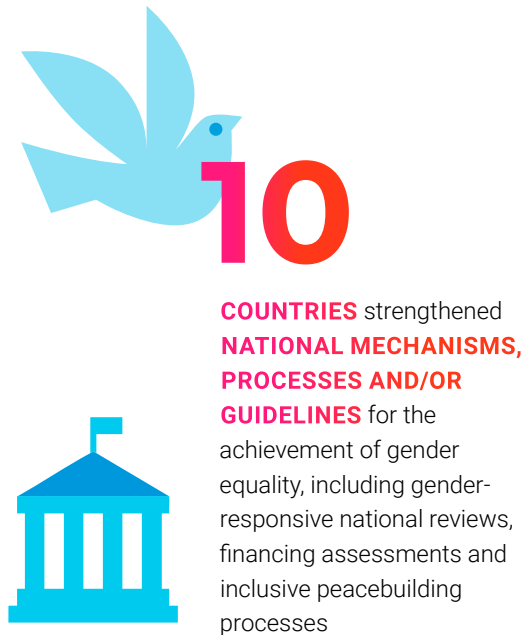 10
COUNTRIES strengthened
NATIONAL MECHANISMS,
PROCESSES AND/OR
GUIDELINES for the
achievement of gender
equality, including gender-
responsive national reviews,
financing assessments and
inclusive peacebuilding
processes